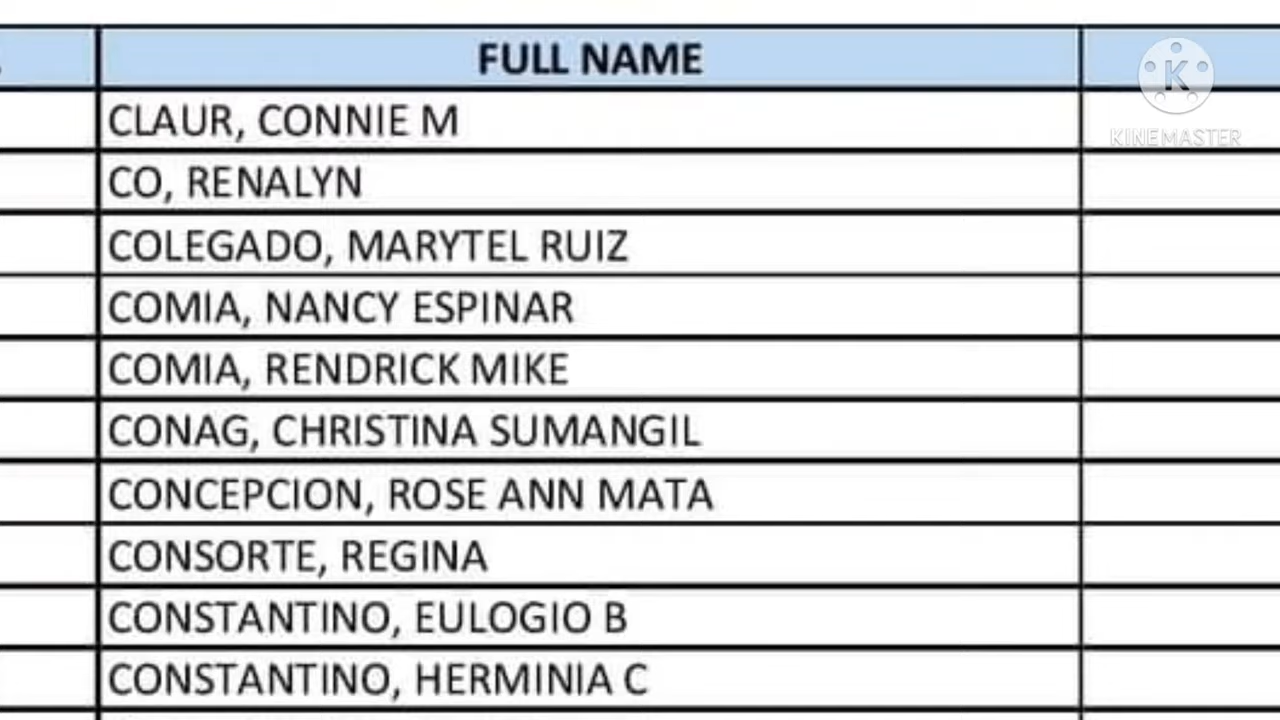 FULL NAME
KINEMASTER
CLAUR, CONNIE M
CO, RENALYN
COLEGADO, MARYTEL RUIZ
COMIA, NANCY ESPINAR
COMIA, RENDRICK MIKE
CONAG, CHRISTINA SUMANGIL
CONCEPCION, ROSE ANN MATA
CONSORTE, REGINA
CONSTANTINO, EULOGIO B
CONSTANTINO, HERMINIA C